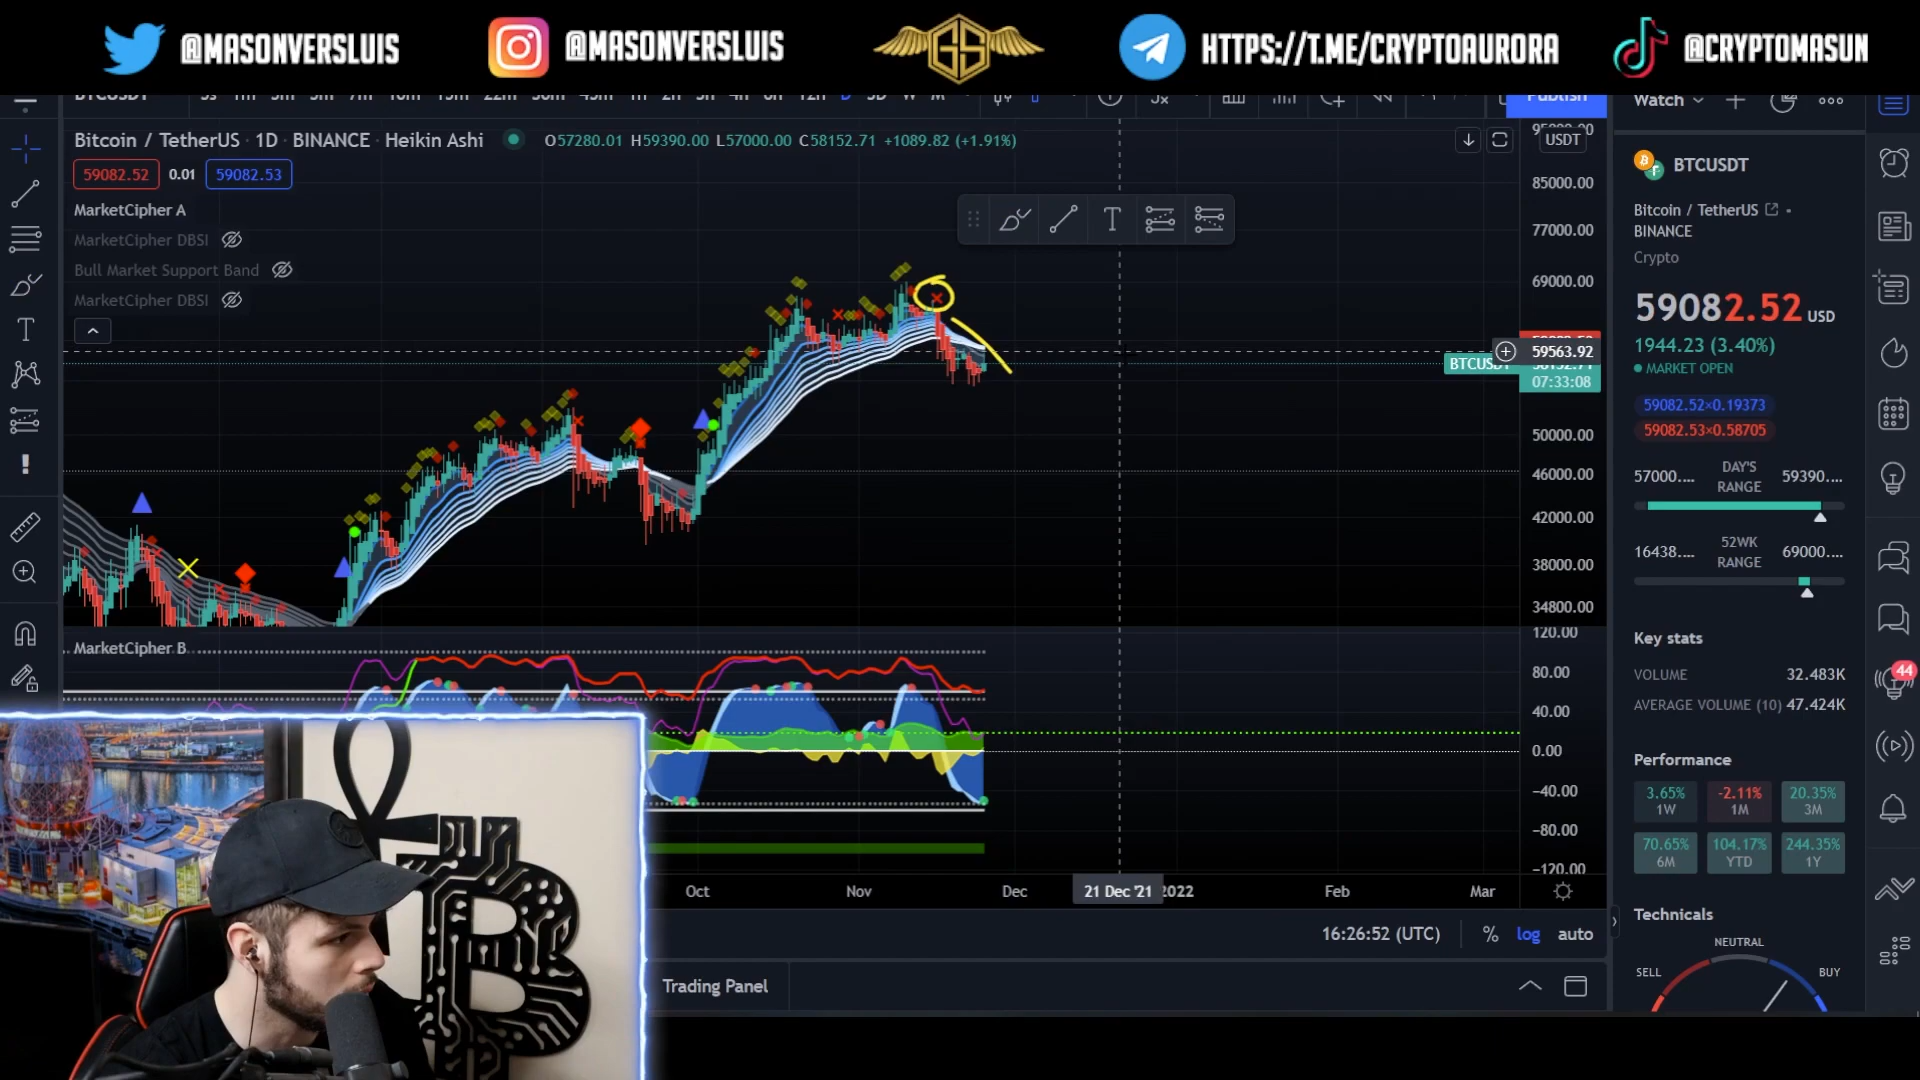 @MASONVERSLUIS @MASONVERSLUIS GS HTTPS://T.ME/CRYPTOAURORA @CRYPTOMASUN
Publish
Watch
Bitcoin / TetherUS · 1D · BINANCE · Heikin Ashi O57280.01 H59390.00 L57000.00 C58152.71 +1089.82 (+1.91%)
USDT
59082.52 0.01 59082.53
MarketCipher A
MarketCipher DBSI
Bull Market Support Band
MarketCipher DBSI
85000.00
77000.00
69000.00
59563.92
BTCUSDT
07:33:08
50000.00
46000.00
42000.00
38000.00
34800.00
MarketCipher B
120.00
80.00
40.00
0.00
−40.00
−80.00
−120.00
Oct Nov Dec 21 Dec '21 2022 Feb Mar
16:26:52 (UTC) % log auto
Trading Panel
BTCUSDT
Bitcoin / TetherUS
BINANCE
Crypto
59082.52 USD
1944.23 (3.40%)
MARKET OPEN
59082.52×0.19373
59082.53×0.58705
57000.... DAY'S RANGE 59390....
16438.... 52WK RANGE 69000....
Key stats
VOLUME 32.483K
AVERAGE VOLUME (10) 47.424K
Performance
3.65% -2.11% 20.35%
1W 1M 3M
70.65% 104.17% 244.35%
6M YTD 1Y
Technicals
NEUTRAL
SELL BUY
44